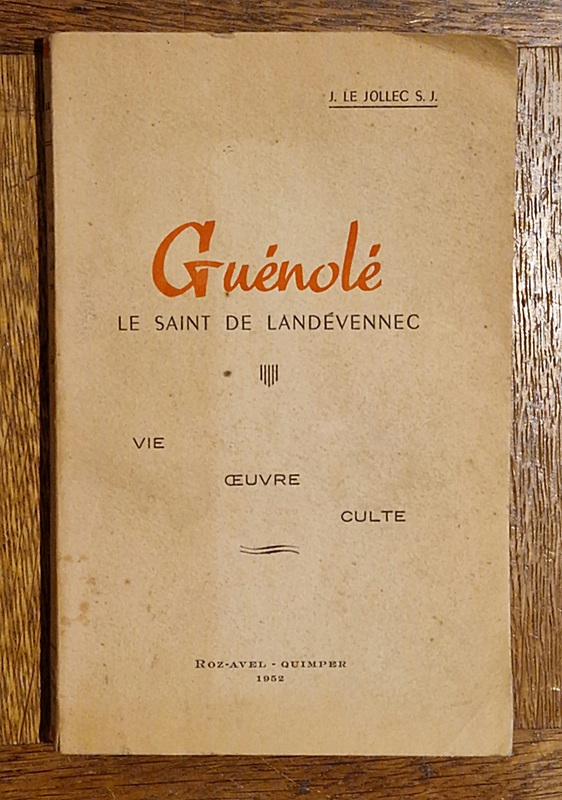 J. LE JOLLEC S. J.
Guénolé
LE SAINT DE LANDÉVENNEC
VIE
ŒUVRE
CULTE
ROZ-AVEL - QUIMPER
1952